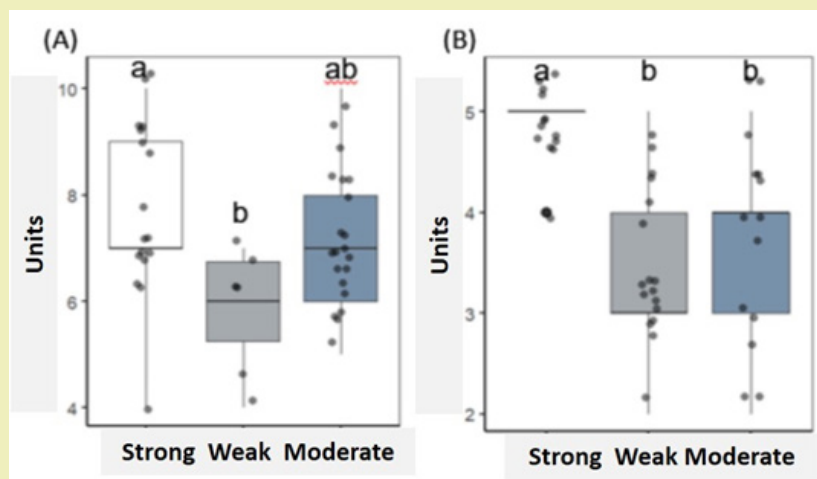 (A)
a
ab
b
10
8
6
4
Units
Strong Weak Moderate
(B)
a
b
b
5
4
3
2
Units
Strong Weak Moderate